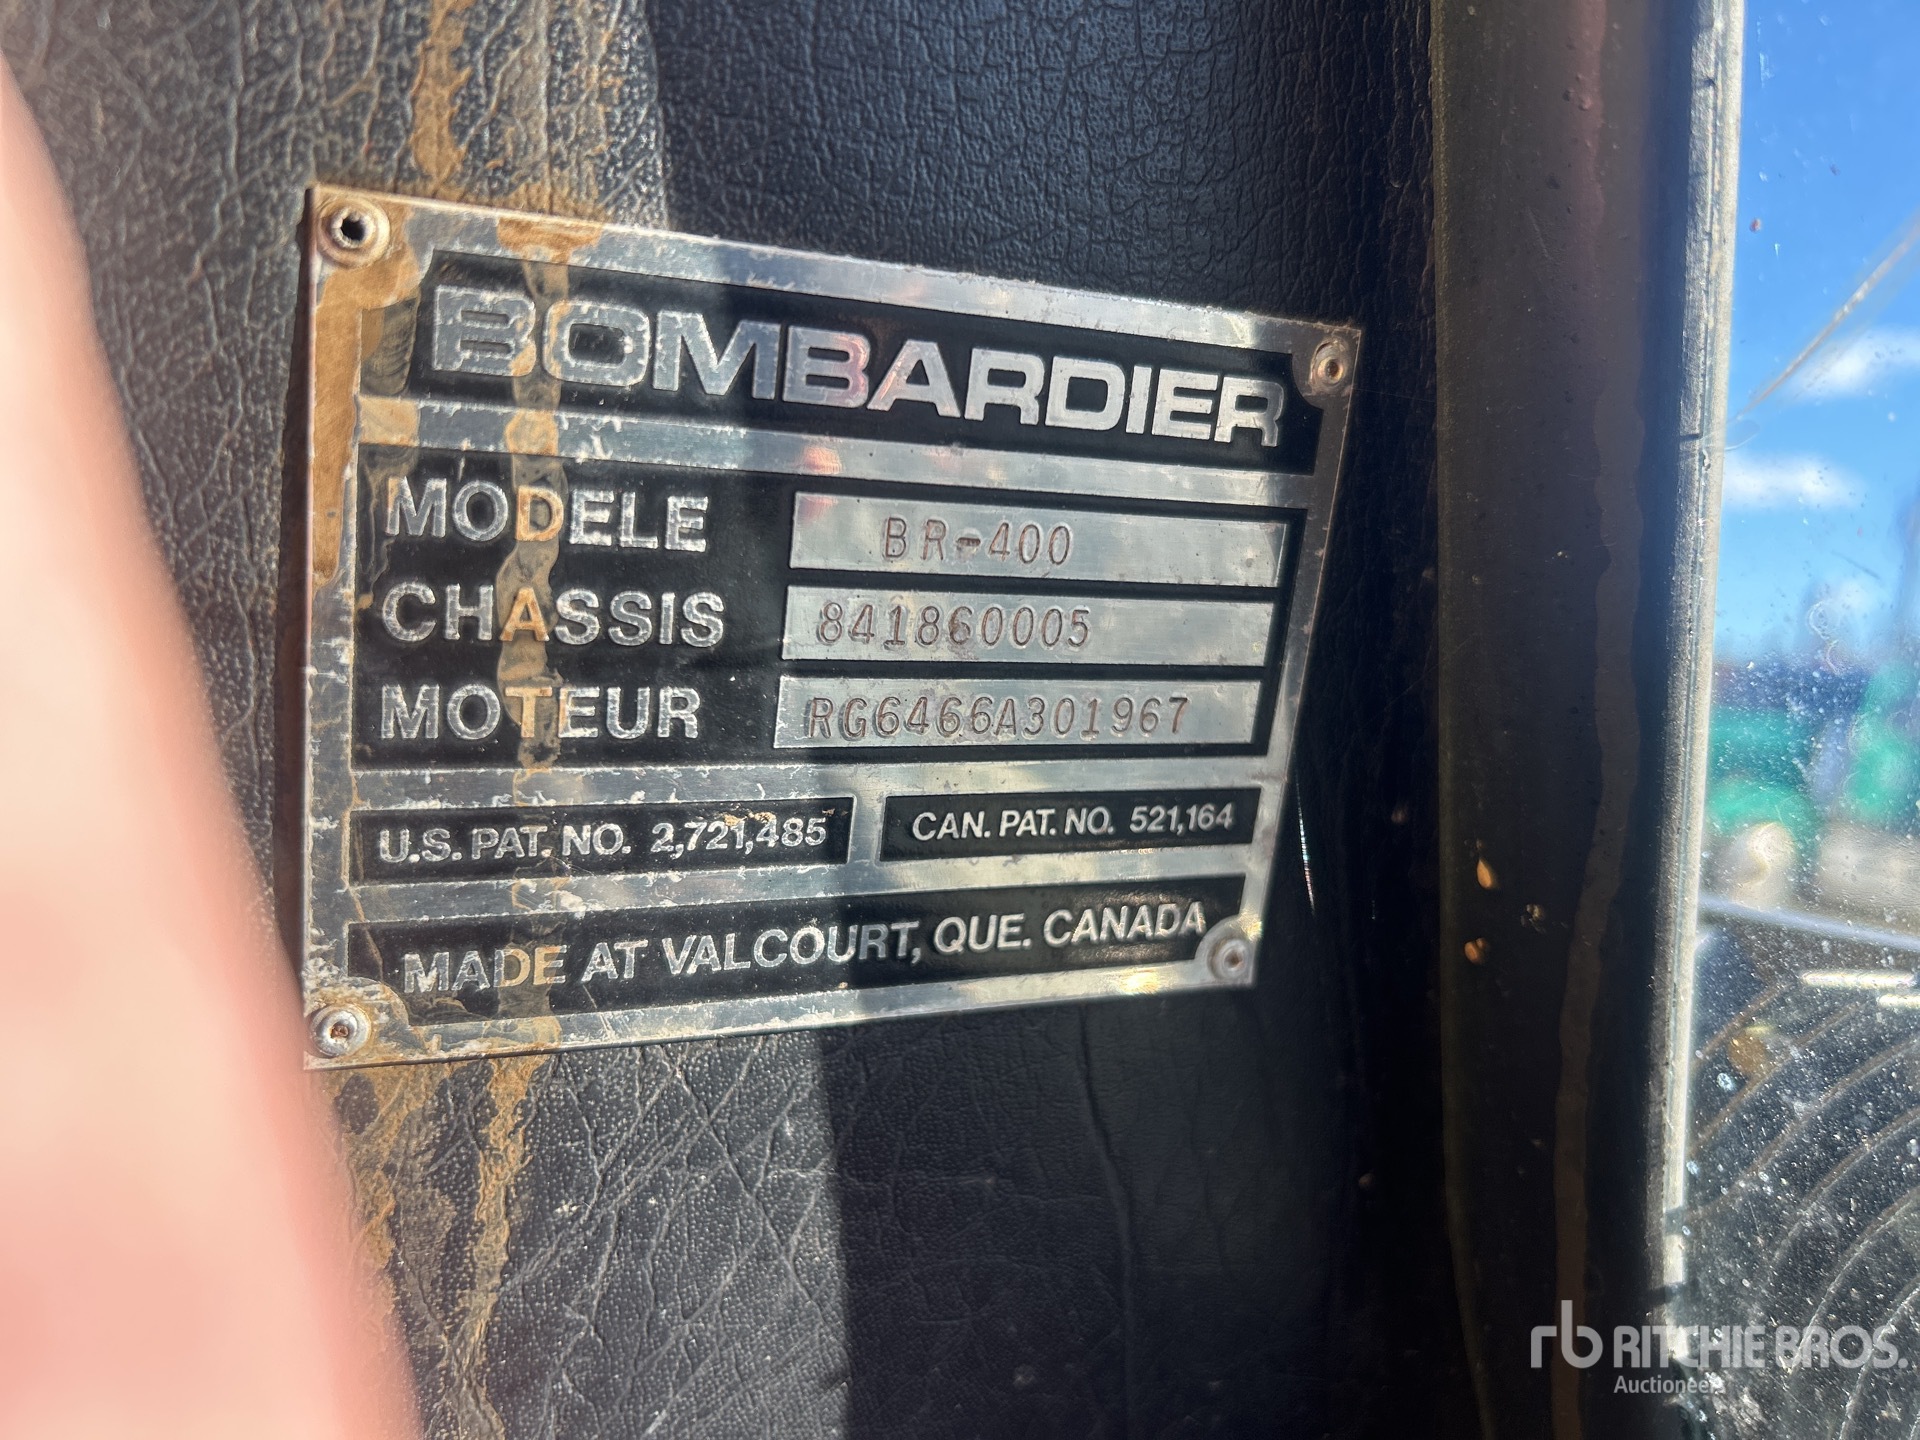 BOMBARDIER
MODELE BR-400
CHASSIS 841860005
MOTEUR RG6466A301967
U.S. PAT. NO. 2,721,485 CAN. PAT. NO. 521,164
MADE AT VALCOURT, QUE. CANADA
rb RITCHIE BROS.
Auctioneers